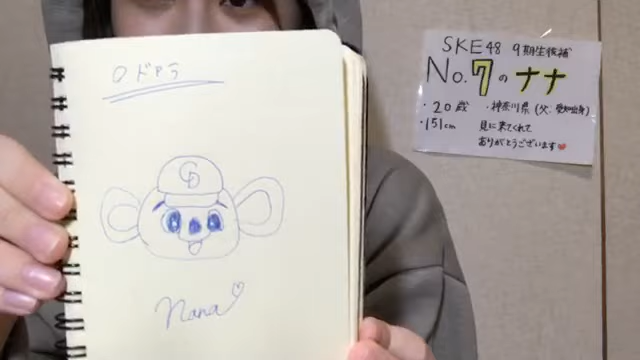 ○. ドアラ
CD
nana♡
SKE48 9期生候補
No.7のナナ
・20歳 ・神奈川県(父:愛知出身)
・151cm 見に来てくれて
ありがとうございます♥